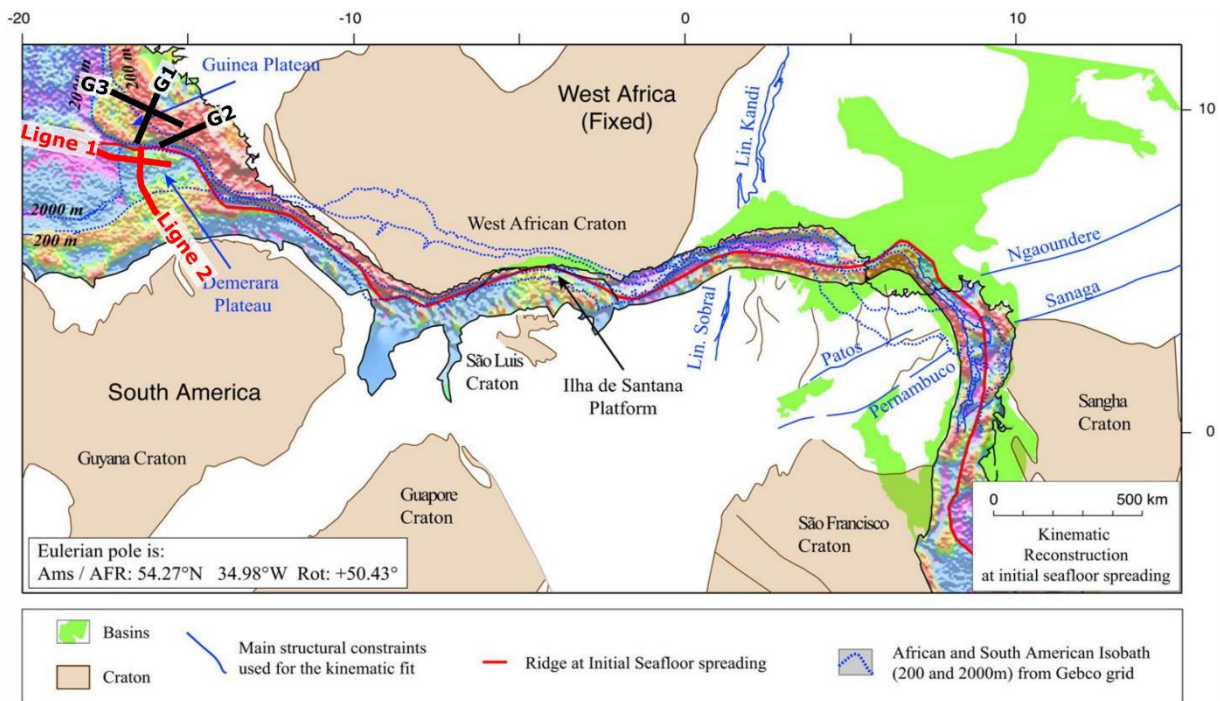 -20
-10
0
10
2000 m
200 m
Guinea Plateau
G1
G3
G2
Ligne 1
2000 m
200 m
Ligne 2
Demerara
Plateau
West Africa
(Fixed)
Lin. Kandi
10
West African Craton
Ngaoundere
Sanaga
Lin. Sobral
Patos
Pernambuco
São Luis
Craton
Ilha de Santana
Platform
South America
Guyana Craton
Guapore
Craton
São Francisco
Craton
Sangha
Craton
0
0 500 km
Kinematic
Reconstruction
at initial seafloor spreading
Eulerian pole is:
Ams / AFR: 54.27°N 34.98°W Rot: +50.43°
Basins
Craton
Main structural constraints
used for the kinematic fit
Ridge at Initial Seafloor spreading
African and South American Isobath
(200 and 2000m) from Gebco grid